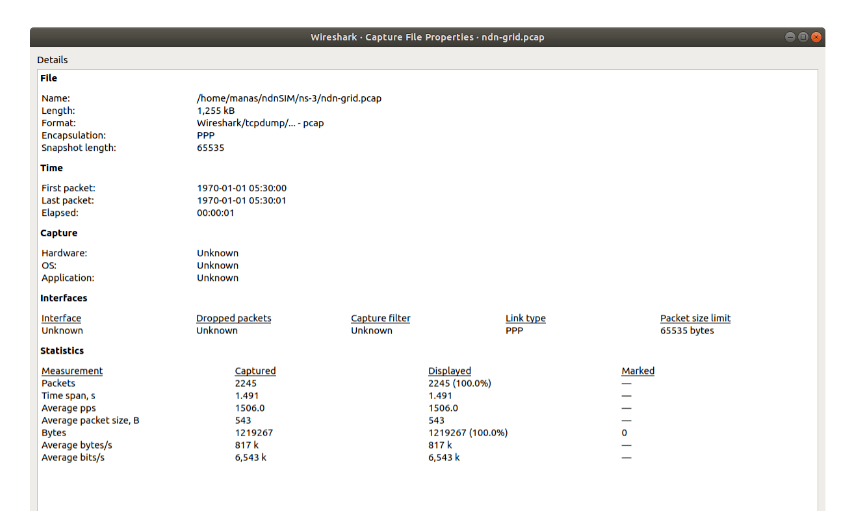 Wireshark · Capture File Properties · ndn-grid.pcap
Details
File
Name: /home/manas/ndnSIM/ns-3/ndn-grid.pcap
Length: 1,255 kB
Format: Wireshark/tcpdump/... - pcap
Encapsulation: PPP
Snapshot length: 65535
Time
First packet: 1970-01-01 05:30:00
Last packet: 1970-01-01 05:30:01
Elapsed: 00:00:01
Capture
Hardware: Unknown
OS: Unknown
Application: Unknown
Interfaces
Interface Dropped packets Capture filter Link type Packet size limit
Unknown Unknown Unknown PPP 65535 bytes
Statistics
Measurement Captured Displayed Marked
Packets 2245 2245 (100.0%) —
Time span, s 1.491 1.491 —
Average pps 1506.0 1506.0 —
Average packet size, B 543 543 —
Bytes 1219267 1219267 (100.0%) 0
Average bytes/s 817 k 817 k —
Average bits/s 6,543 k 6,543 k —